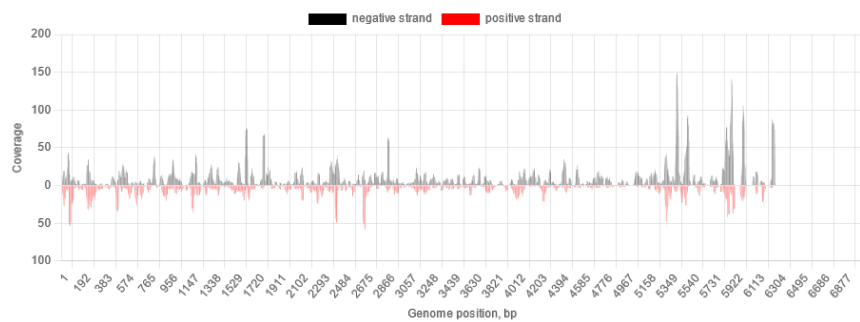 negative strand positive strand
200
150
100
50
0
50
100
Coverage
1 192 383 574 765 956 1147 1338 1529 1720 1911 2102 2293 2484 2675 2866 3057 3248 3439 3630 3821 4012 4203 4394 4585 4776 4967 5158 5349 5540 5731 5922 6113 6304 6495 6686 6877
Genome position, bp